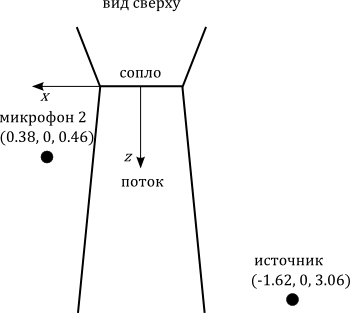 вид сверху
сопло
x
микрофон 2
(0.38, 0, 0.46)
z
поток
источник
(-1.62, 0, 3.06)